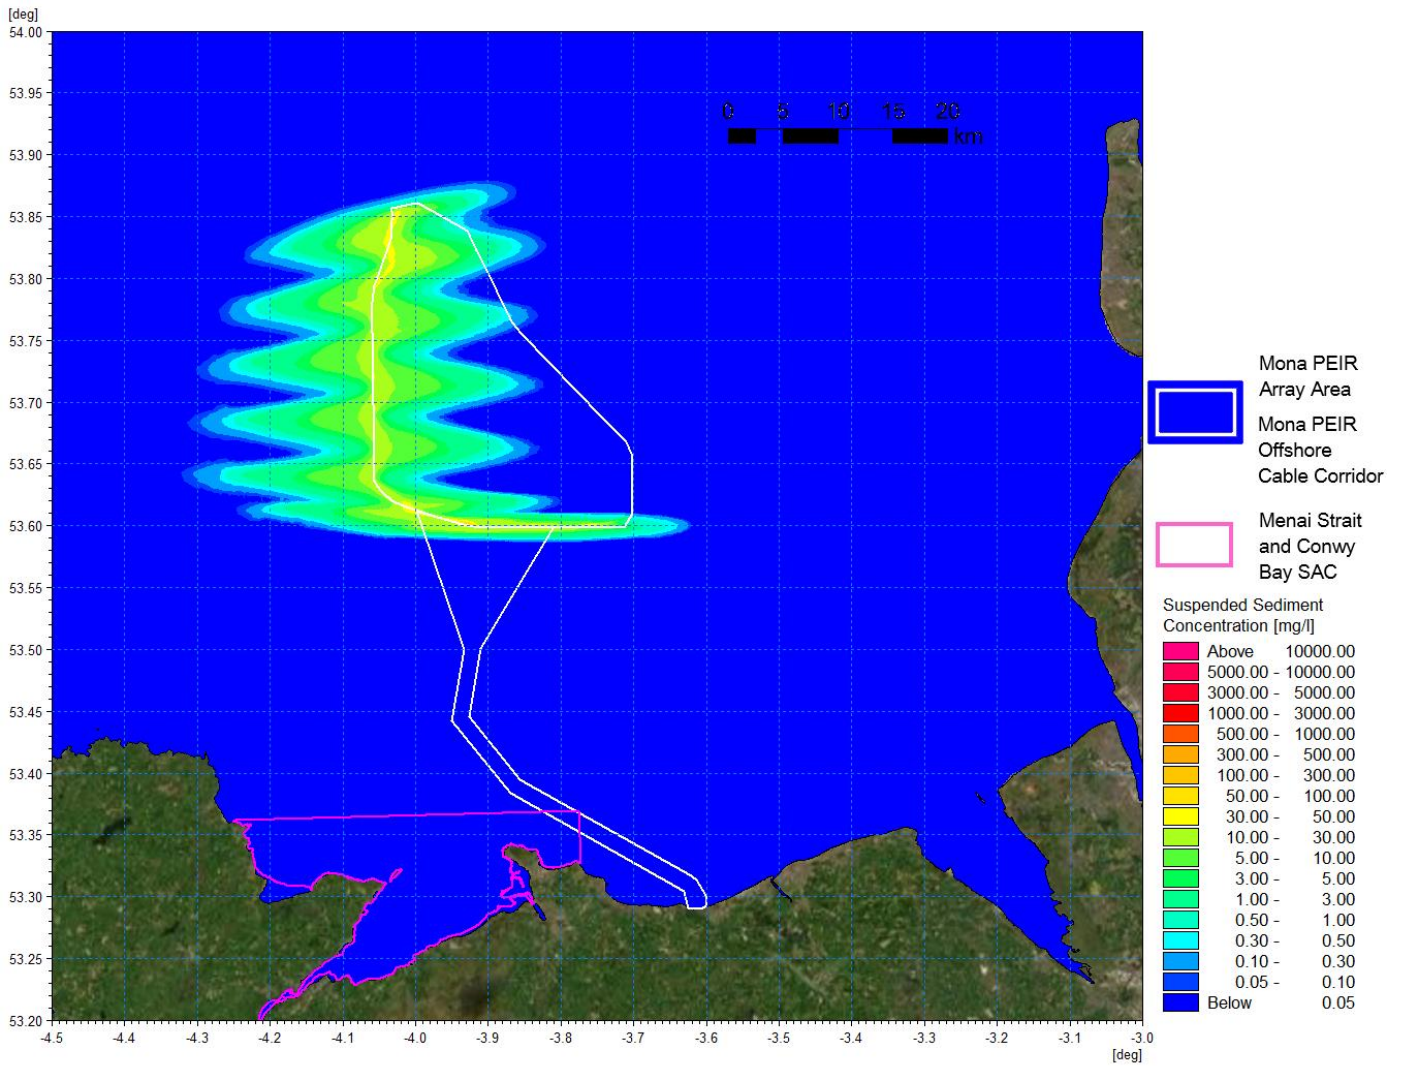 [deg]
54.00
53.95
53.90
53.85
53.80
53.75
53.70
53.65
53.60
53.55
53.50
53.45
53.40
53.35
53.30
53.25
53.20
-4.5 -4.4 -4.3 -4.2 -4.1 -4.0 -3.9 -3.8 -3.7 -3.6 -3.5 -3.4 -3.3 -3.2 -3.1 -3.0
[deg]
0 5 10 15 20
km
Mona PEIR
Array Area
Mona PEIR
Offshore
Cable Corridor
Menai Strait
and Conwy
Bay SAC
Suspended Sediment
Concentration [mg/l]
Above 10000.00
5000.00 - 10000.00
3000.00 - 5000.00
1000.00 - 3000.00
500.00 - 1000.00
300.00 - 500.00
100.00 - 300.00
50.00 - 100.00
30.00 - 50.00
10.00 - 30.00
5.00 - 10.00
3.00 - 5.00
1.00 - 3.00
0.50 - 1.00
0.30 - 0.50
0.10 - 0.30
0.05 - 0.10
Below 0.05